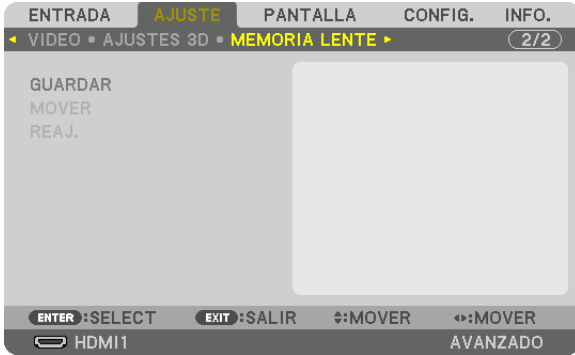 ENTRADA AJUSTE PANTALLA CONFIG. INFO.
◂ VIDEO • AJUSTES 3D • MEMORIA LENTE ▸ 2/2
GUARDAR
MOVER
REAJ.
ENTER :SELECT EXIT :SALIR ♦:MOVER ◂▸:MOVER
HDMI1 AVANZADO